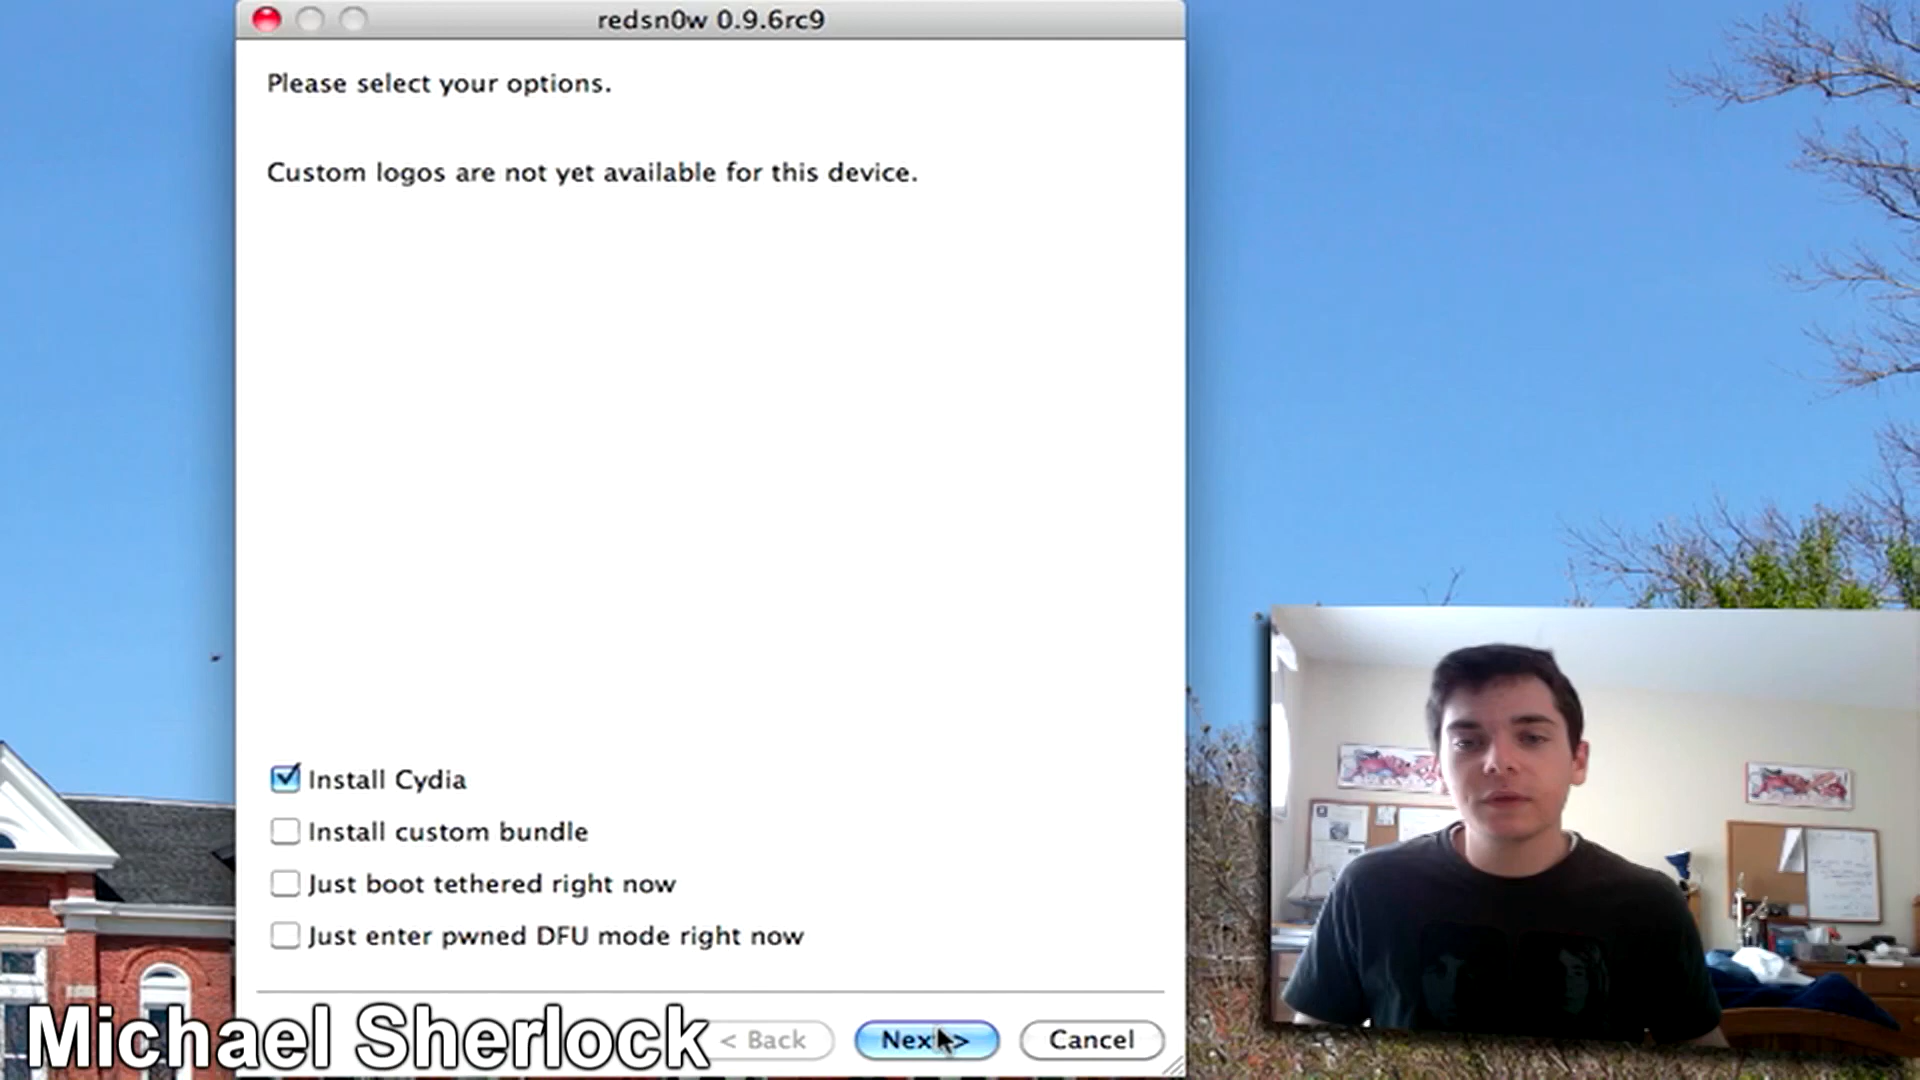 redsn0w 0.9.6rc9
Please select your options.
Custom logos are not yet available for this device.
Install Cydia
Install custom bundle
Just boot tethered right now
Just enter pwned DFU mode right now
Michael Sherlock
< Back
Next >
Cancel